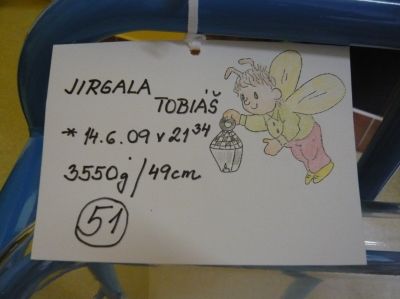 JIRGALA
TOBIÁŠ
* 14.6.09 v 21³⁴
3550g/49cm
51